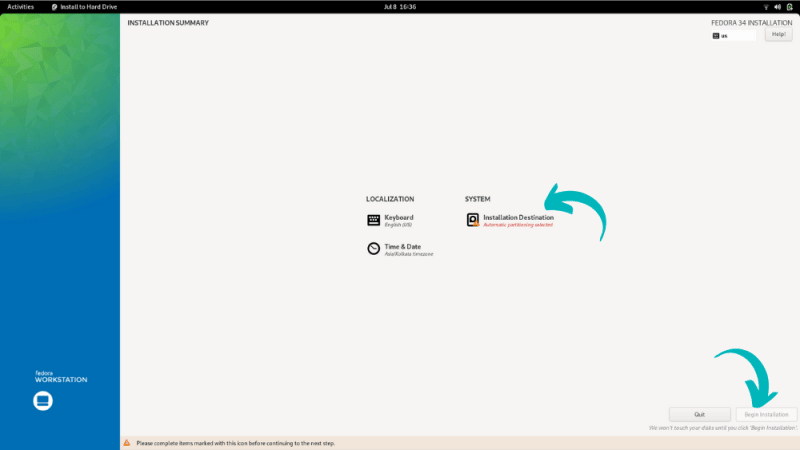 Activities
Install to Hard Drive
Jul 8 16:36
INSTALLATION SUMMARY
FEDORA 34 INSTALLATION
us
Help!
LOCALIZATION
SYSTEM
Keyboard
English (US)
Installation Destination
Automatic partitioning selected
Time & Date
Asia/Kolkata timezone
fedora
WORKSTATION
Quit
Begin Installation
We won't touch your disks until you click 'Begin Installation'.
Please complete items marked with this icon before continuing to the next step.